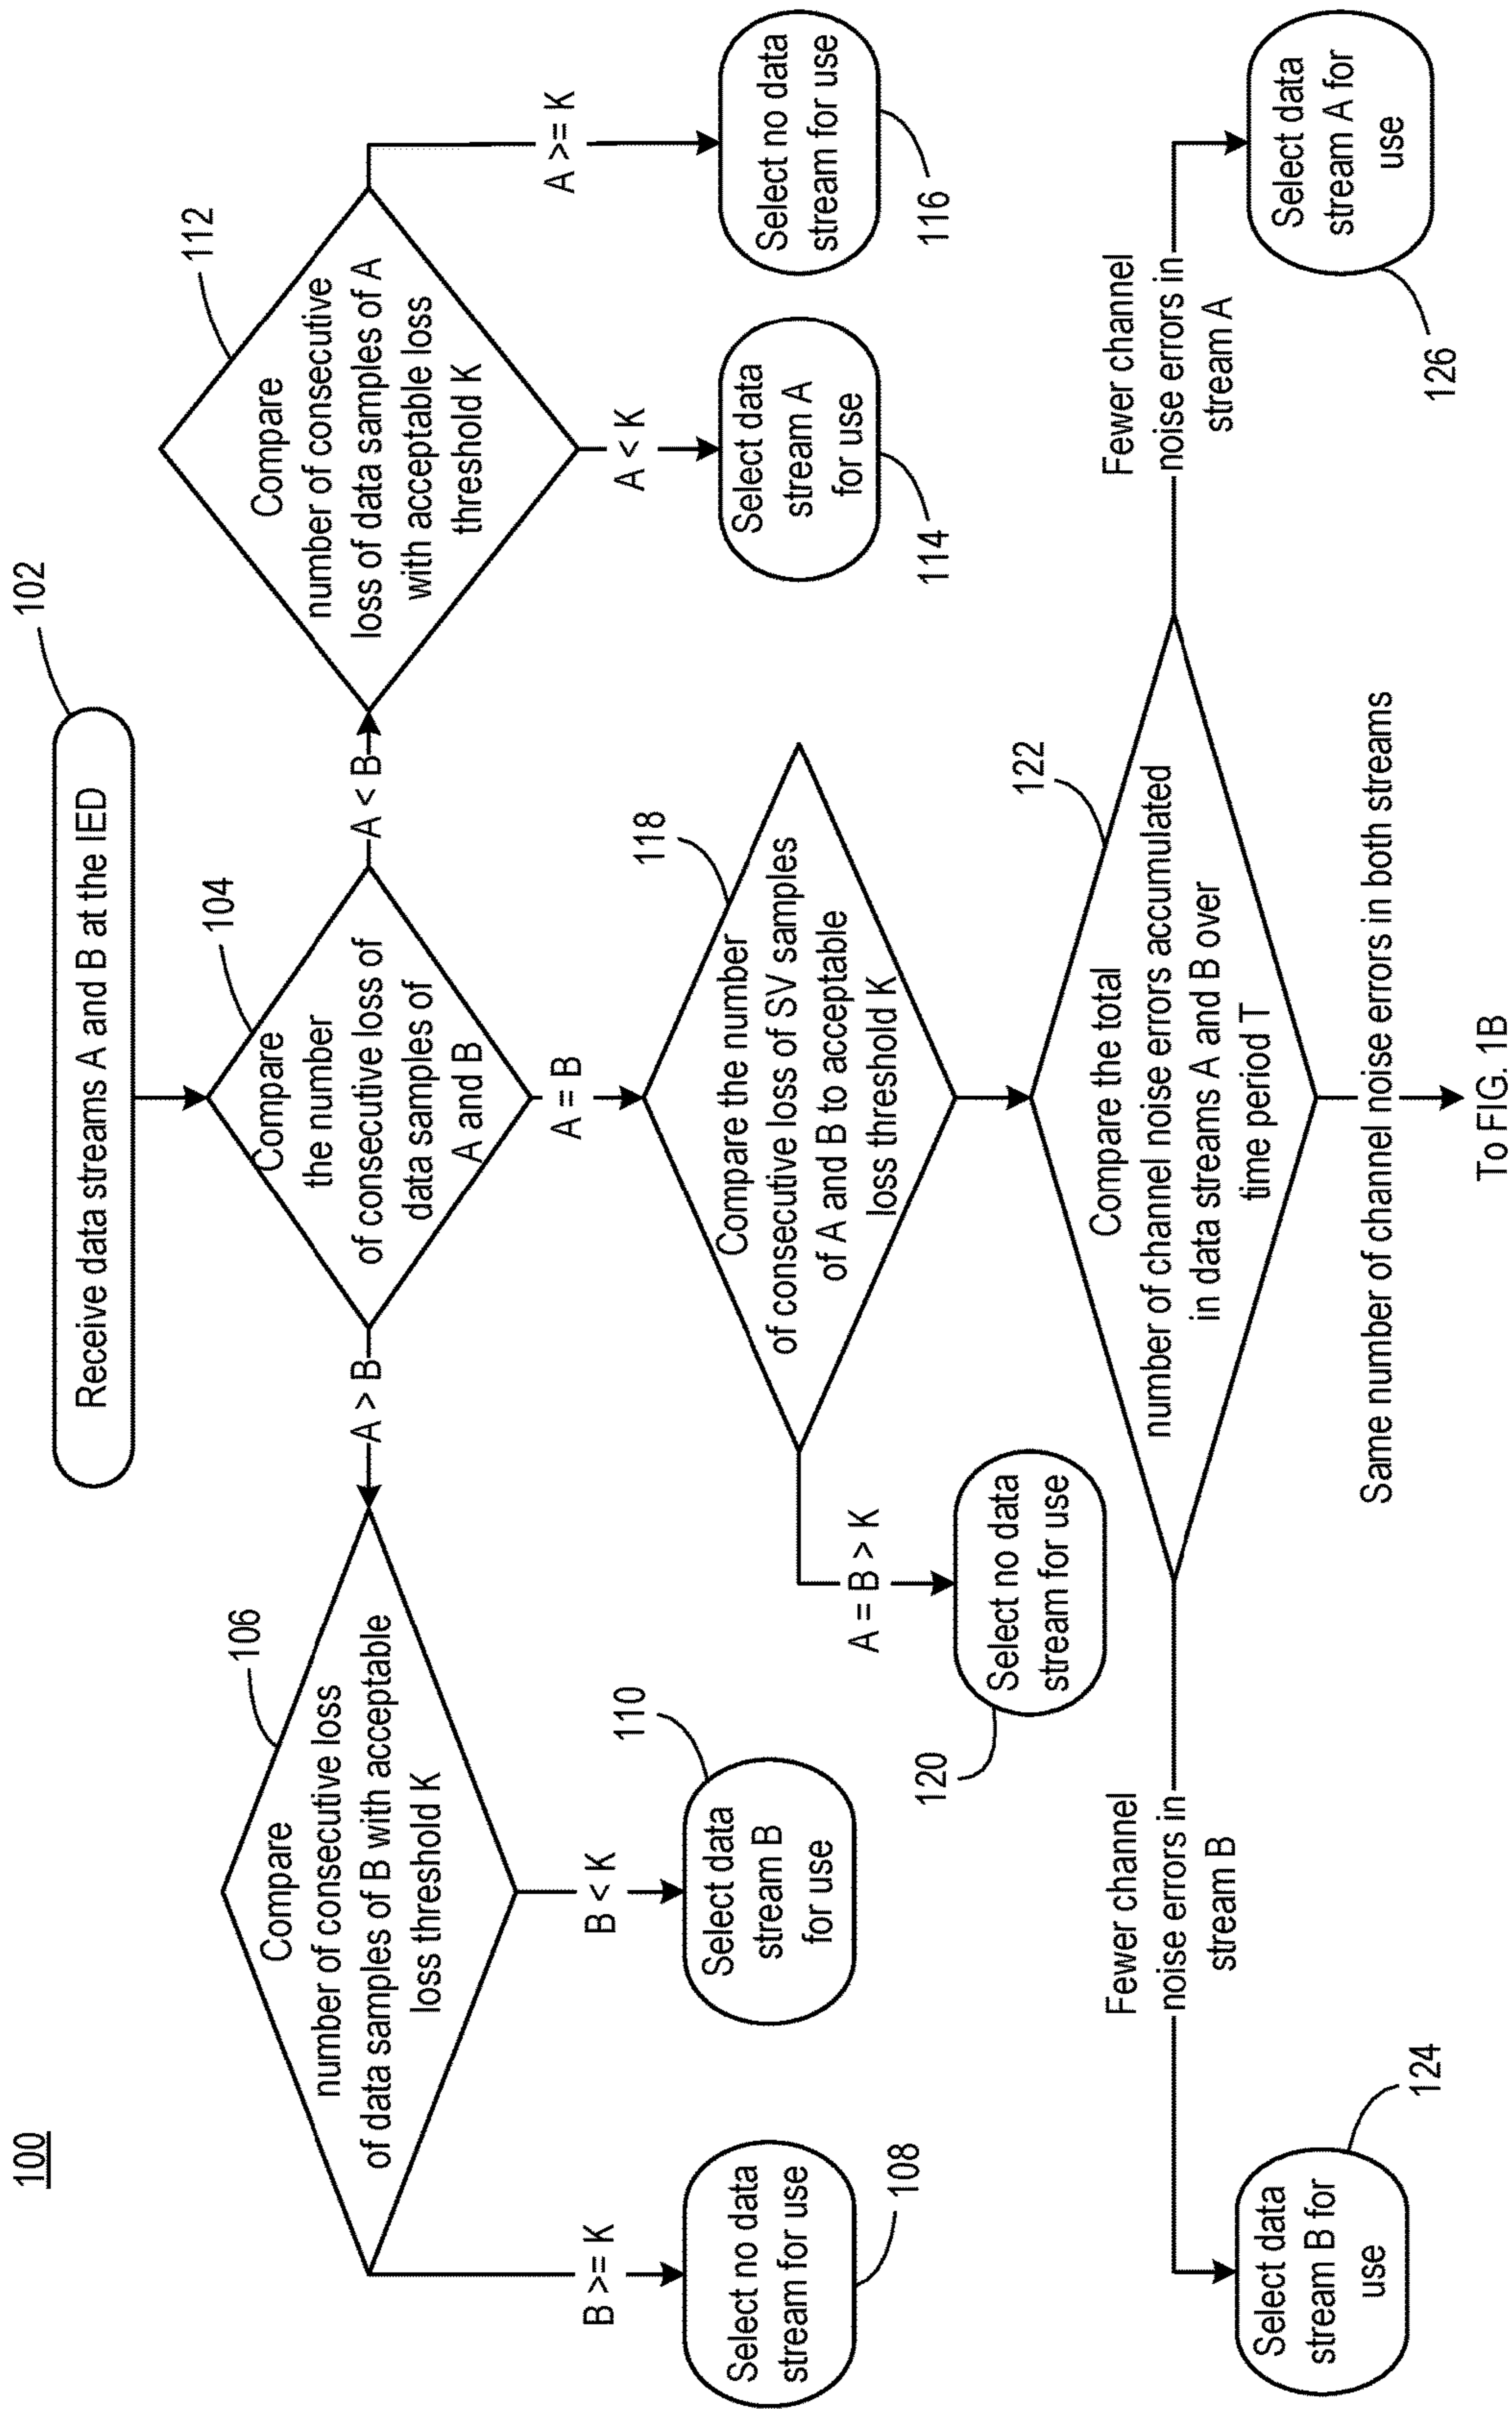 100
102
Receive data streams A and B at the IED
104
Compare
the number
of consecutive loss of
data samples of
A and B
A > B
A < B
A = B
106
Compare
number of consecutive loss
of data samples of B with acceptable
loss threshold K
B >= K
B < K
Select no data
stream for use
108
Select data
stream B
for use
110
112
Compare
number of consecutive
loss of data samples of A
with acceptable loss
threshold K
A < K
A >= K
Select data
stream A
for use
114
Select no data
stream for use
116
118
Compare the number
of consecutive loss of SV samples
of A and B to acceptable
loss threshold K
A = B > K
Select no data
stream for use
120
122
Compare the total
number of channel noise errors accumulated
in data streams A and B over
time period T
Fewer channel
noise errors in
stream B
Select data
stream B for
use
124
Fewer channel
noise errors in
stream A
Select data
stream A for
use
126
Same number of channel noise errors in both streams
To FIG. 1B